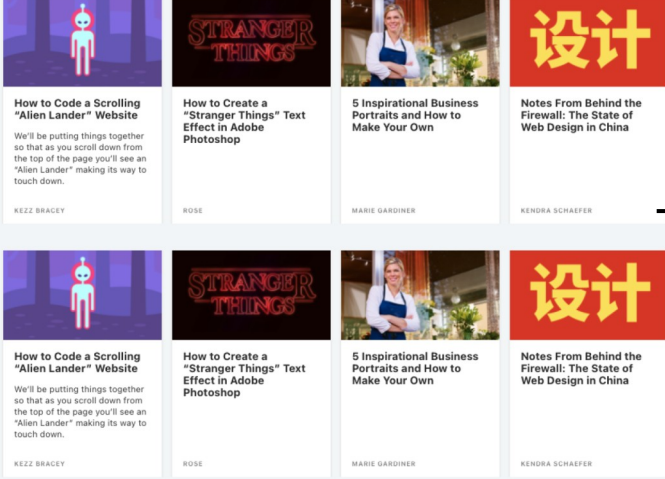 STRANGER
THINGS
设计
How to Code a Scrolling
“Alien Lander” Website
We'll be putting things together
so that as you scroll down from
the top of the page you'll see an
“Alien Lander” making its way to
touch down.
KEZZ BRACEY
How to Create a
“Stranger Things” Text
Effect in Adobe
Photoshop
ROSE
5 Inspirational Business
Portraits and How to
Make Your Own
MARIE GARDINER
Notes From Behind the
Firewall: The State of
Web Design in China
KENDRA SCHAEFER
STRANGER
THINGS
设计
How to Code a Scrolling
“Alien Lander” Website
We'll be putting things together
so that as you scroll down from
the top of the page you'll see an
“Alien Lander” making its way to
touch down.
KEZZ BRACEY
How to Create a
“Stranger Things” Text
Effect in Adobe
Photoshop
ROSE
5 Inspirational Business
Portraits and How to
Make Your Own
MARIE GARDINER
Notes From Behind the
Firewall: The State of
Web Design in China
KENDRA SCHAEFER